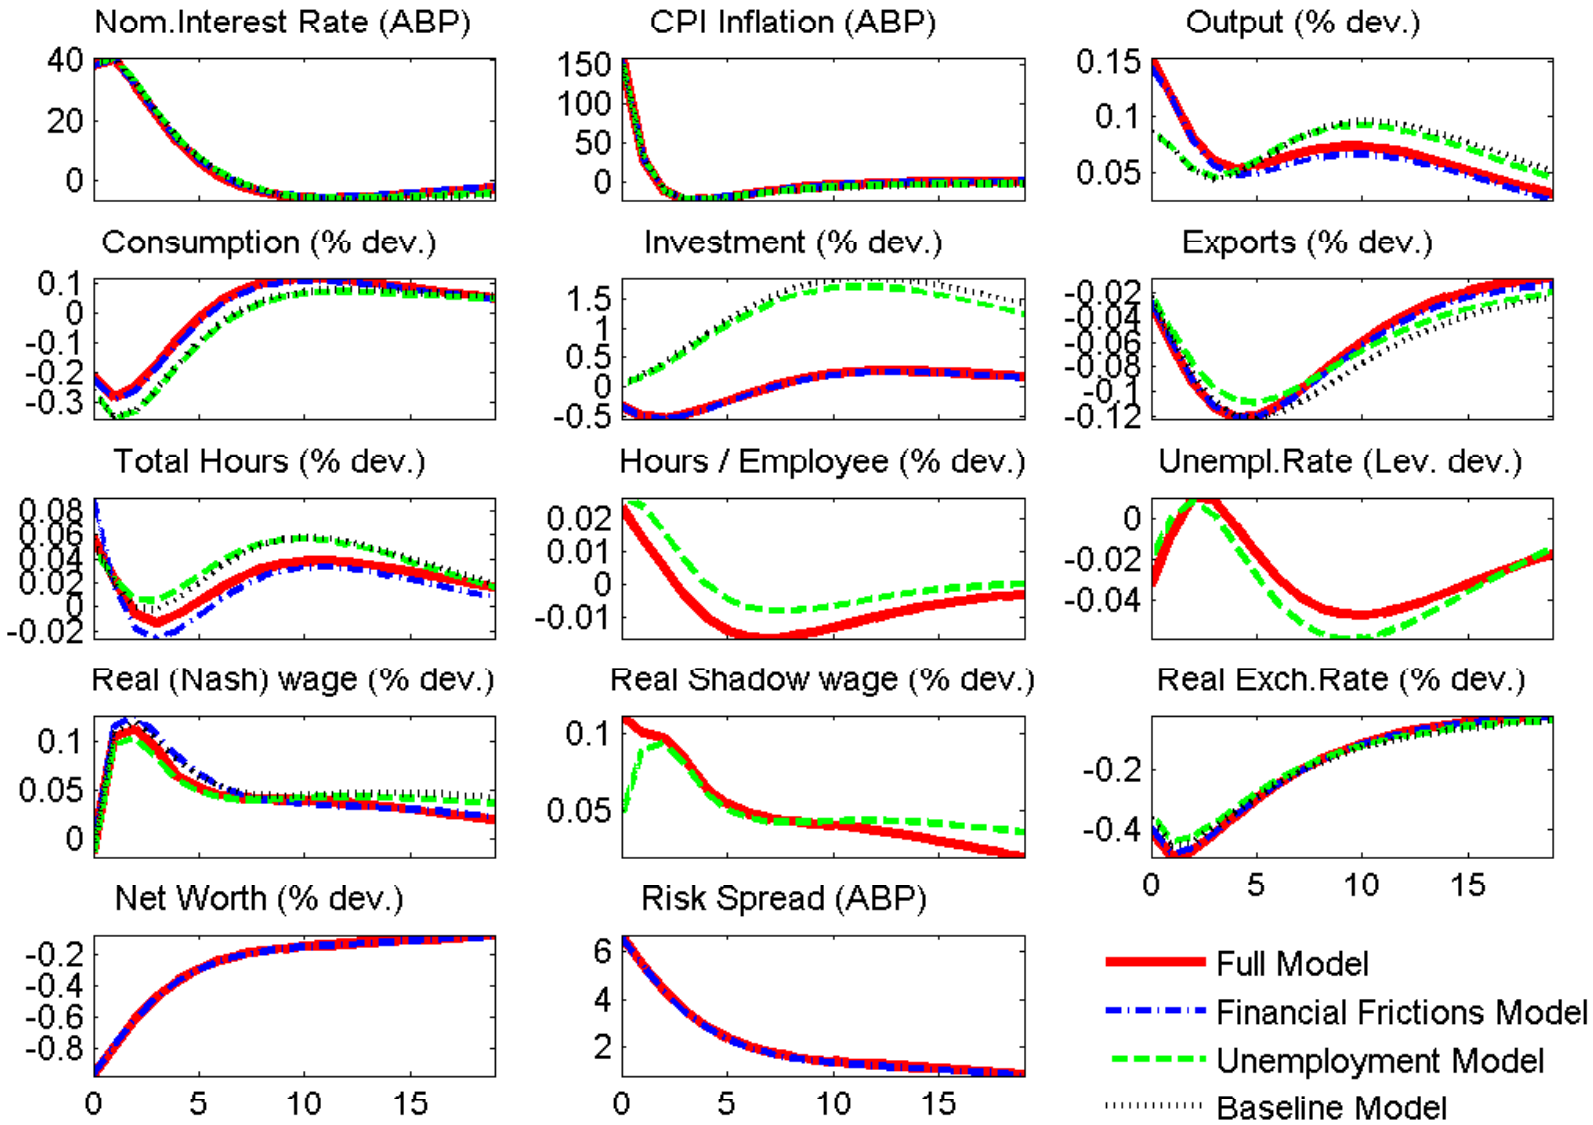 Nom.Interest Rate (ABP)
40
20
0
CPI Inflation (ABP)
150
100
50
0
Output (% dev.)
0.15
0.1
0.05
Consumption (% dev.)
0.1
0
-0.1
-0.2
-0.3
Investment (% dev.)
1.5
1
0.5
0
-0.5
Exports (% dev.)
-0.02
-0.04
-0.06
-0.08
-0.1
-0.12
Total Hours (% dev.)
0.08
0.06
0.04
0.02
0
-0.02
Hours / Employee (% dev.)
0.02
0.01
0
-0.01
Unempl.Rate (Lev. dev.)
0
-0.02
-0.04
Real (Nash) wage (% dev.)
0.1
0.05
0
Real Shadow wage (% dev.)
0.1
0.05
Real Exch.Rate (% dev.)
-0.2
-0.4
0 5 10 15
Net Worth (% dev.)
-0.2
-0.4
-0.6
-0.8
0 5 10 15
Risk Spread (ABP)
6
4
2
0 5 10 15
Full Model
Financial Frictions Model
Unemployment Model
Baseline Model